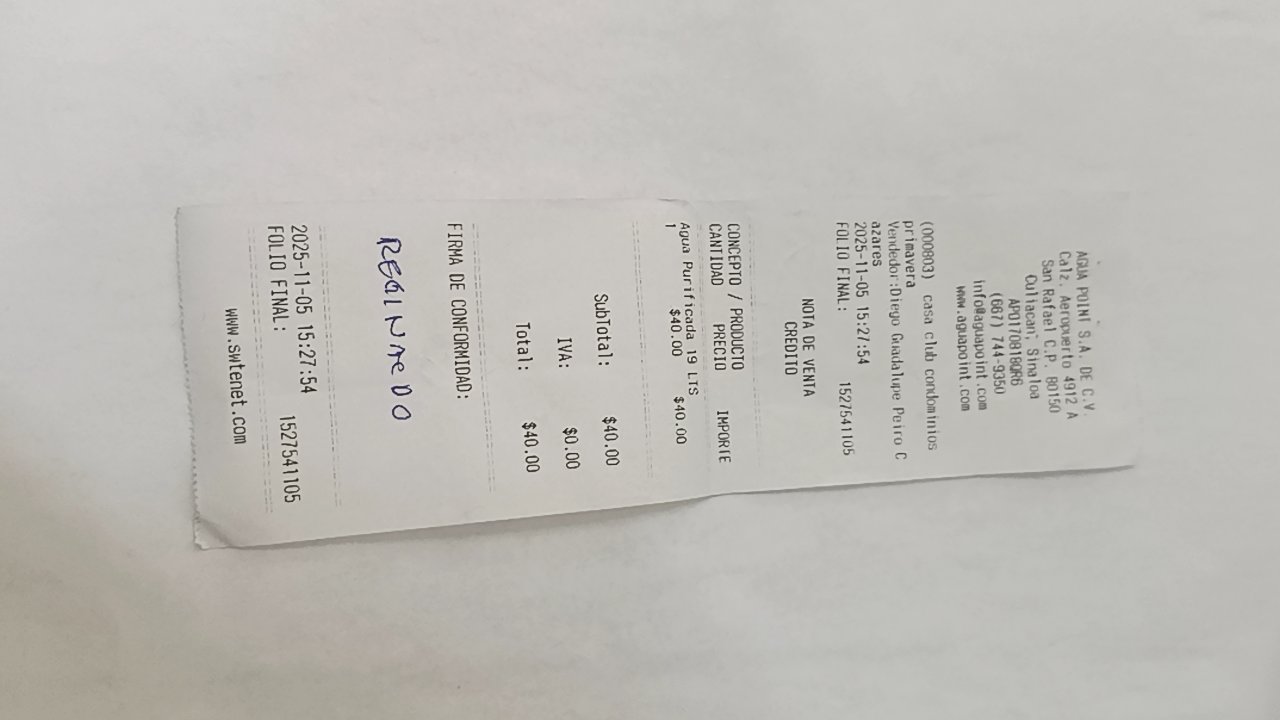 AGUA POINT S.A. DE C.V.
Calz. Aeropuerto 4912 A
San Rafael C.P. 80150
Culiacan, Sinaloa
APO170818QR6
(667) 744-9350
info@aguapoint.com
www.aguapoint.com
(000803) casa club condominios
primavera
Vendedor:Diego Guadalupe Peiro C
azares
2025-11-05 15:27:54
FOLIO FINAL: 1527541105
NOTA DE VENTA
CREDITO
CONCEPTO / PRODUCTO
CANTIDAD PRECIO IMPORTE
Agua Purificada 19 LTS
1 $40.00 $40.00
SubTotal: $40.00
IVA: $0.00
Total: $40.00
FIRMA DE CONFORMIDAD:
REGINALDO
2025-11-05 15:27:54
FOLIO FINAL: 1527541105
www.swtenet.com